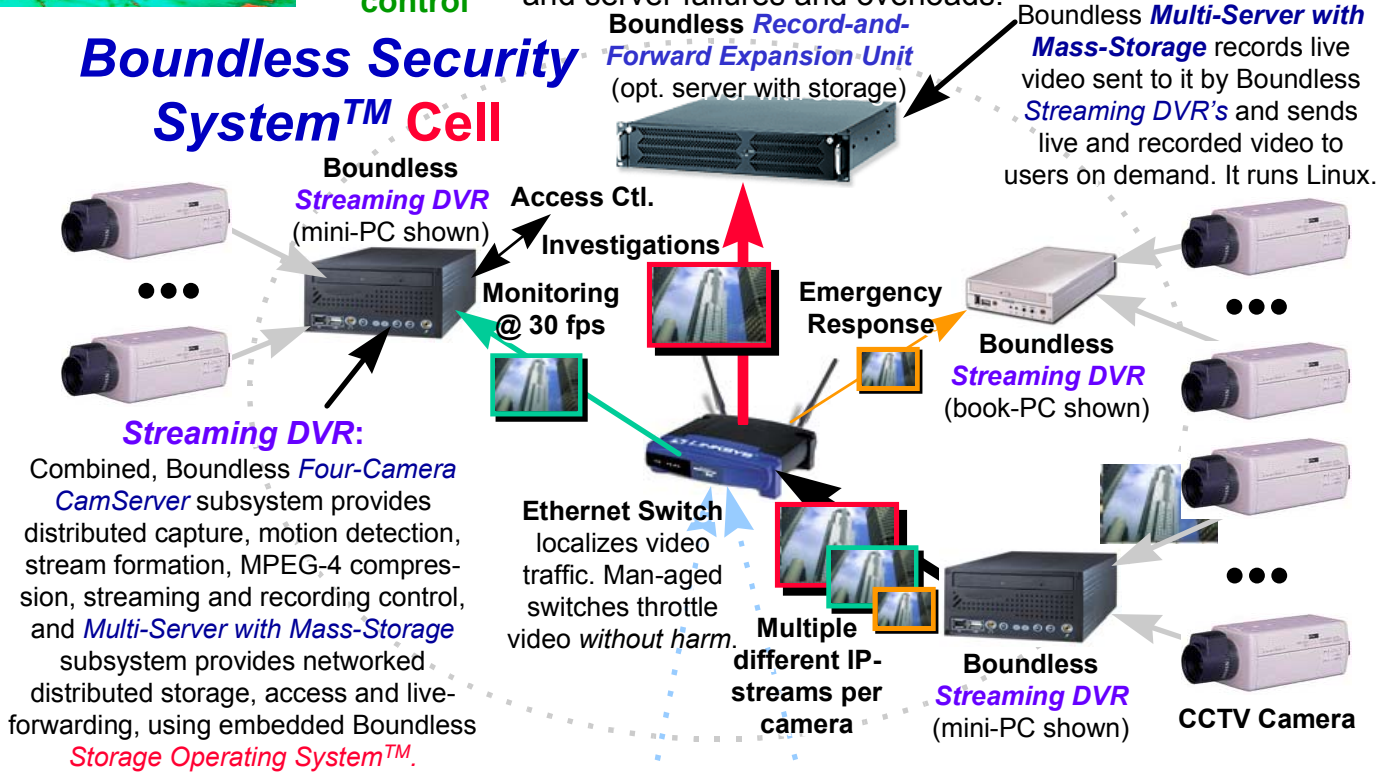 control
and server failures and overloads.
Boundless Security
System™ Cell
Boundless Record-and-
Forward Expansion Unit
(opt. server with storage)
Boundless Multi-Server with
Mass-Storage records live
video sent to it by Boundless
Streaming DVR's and sends
live and recorded video to
users on demand. It runs Linux.
Boundless
Streaming DVR
(mini-PC shown)
Access Ctl.
Investigations
Monitoring
@ 30 fps
Emergency
Response
Boundless
Streaming DVR
(book-PC shown)
LINKSYS
Streaming DVR:
Combined, Boundless Four-Camera
CamServer subsystem provides
distributed capture, motion detection,
stream formation, MPEG-4 compres-
sion, streaming and recording control,
and Multi-Server with Mass-Storage
subsystem provides networked
distributed storage, access and live-
forwarding, using embedded Boundless
Storage Operating System™.
Ethernet Switch
localizes video
traffic. Man-aged
switches throttle
video without harm.
Multiple
different IP-
streams per
camera
Boundless
Streaming DVR
(mini-PC shown)
CCTV Camera